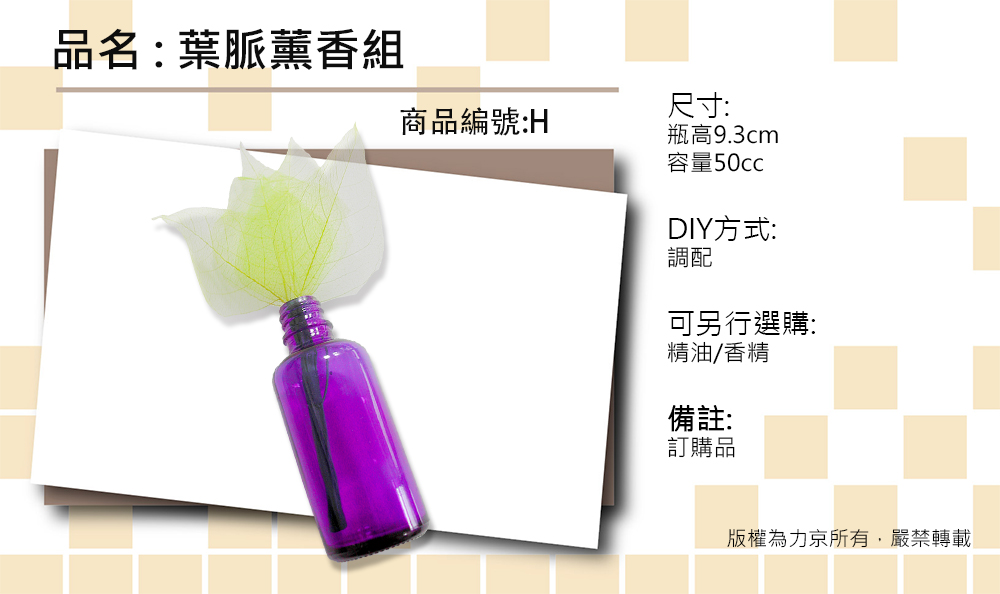 品名 : 葉脈薰香組
商品編號:H
尺寸:
瓶高9.3cm
容量50cc
DIY方式:
調配
可另行選購:
精油/香精
備註:
訂購品
版權為力京所有，嚴禁轉載